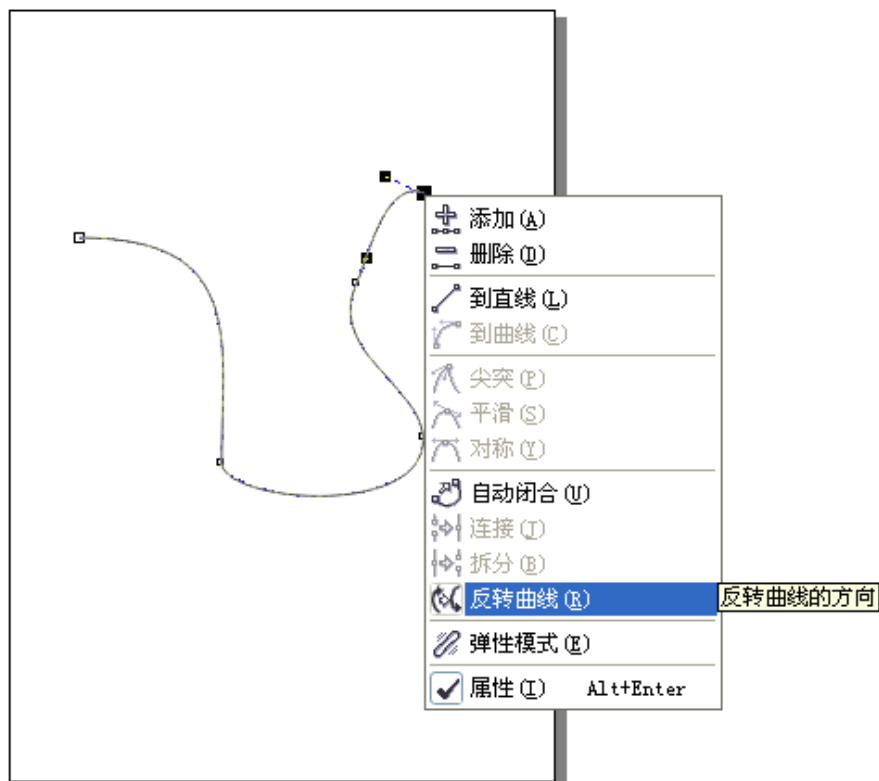 添加(A)
删除(D)
到直线(L)
到曲线(C)
尖突(P)
平滑(S)
对称(Y)
自动闭合(U)
连接(J)
拆分(B)
反转曲线(R) 反转曲线的方向
弹性模式(E)
属性(I) Alt+Enter